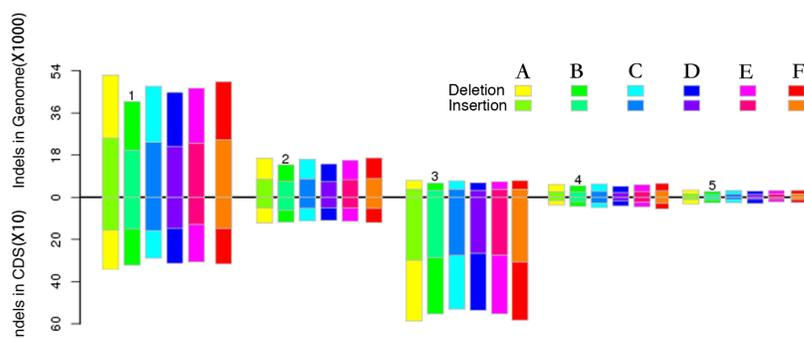 Indels in Genome(X1000)
ndels in CDS(X10)
54
36
18
0
20
40
60
A B C D E F
Deletion
Insertion
1
2
3
4
5